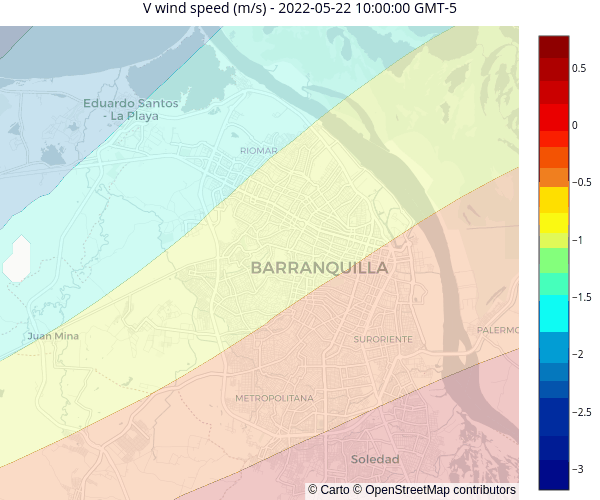 V wind speed (m/s) - 2022-05-22 10:00:00 GMT-5
Eduardo Santos
- La Playa
RIOMAR
BARRANQUILLA
Juan Mina
SURORIENTE
PALERMO
METROPOLITANA
Soledad
© Carto © OpenStreetMap contributors
0.5
0
−0.5
−1
−1.5
−2
−2.5
−3